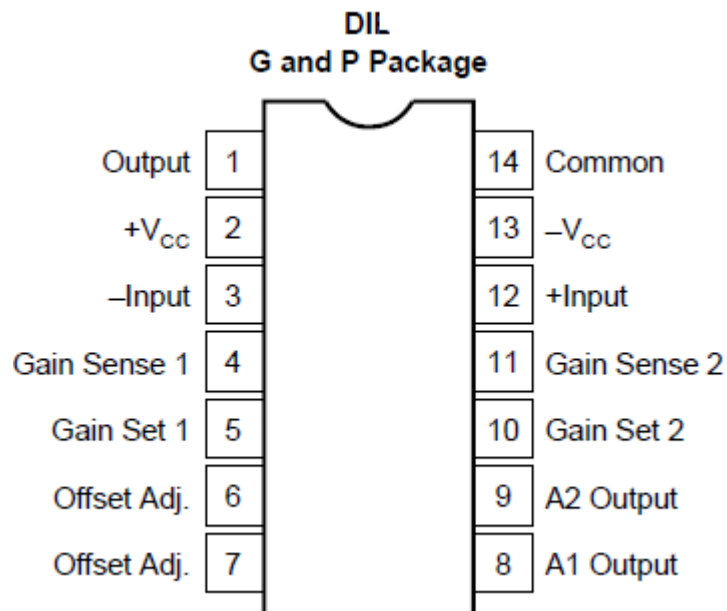 DIL
G and P Package
Output 1 14 Common
+VCC 2 13 –VCC
–Input 3 12 +Input
Gain Sense 1 4 11 Gain Sense 2
Gain Set 1 5 10 Gain Set 2
Offset Adj. 6 9 A2 Output
Offset Adj. 7 8 A1 Output